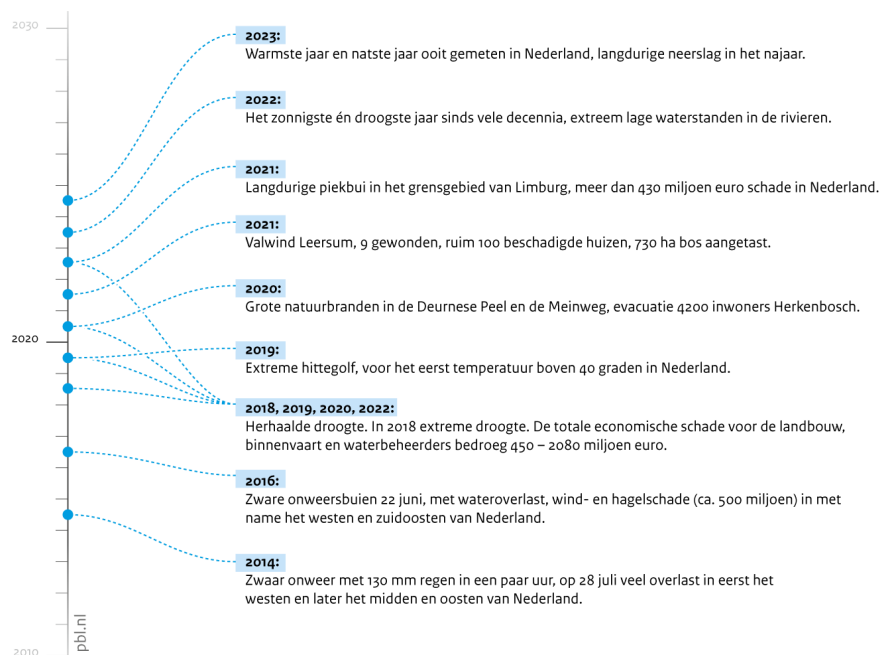 2030
2023:
Warmste jaar en natste jaar ooit gemeten in Nederland, langdurige neerslag in het najaar.
2022:
Het zonnigste én droogste jaar sinds vele decennia, extreem lage waterstanden in de rivieren.
2021:
Langdurige piekbui in het grensgebied van Limburg, meer dan 430 miljoen euro schade in Nederland.
2021:
Valwind Leersum, 9 gewonden, ruim 100 beschadigde huizen, 730 ha bos aangetast.
2020:
Grote natuurbranden in de Deurnese Peel en de Meinweg, evacuatie 4200 inwoners Herkenbosch.
2020
2019:
Extreme hittegolf, voor het eerst temperatuur boven 40 graden in Nederland.
2018, 2019, 2020, 2022:
Herhaalde droogte. In 2018 extreme droogte. De totale economische schade voor de landbouw,
binnenvaart en waterbeheerders bedroeg 450 – 2080 miljoen euro.
2016:
Zware onweersbuien 22 juni, met wateroverlast, wind- en hagelschade (ca. 500 miljoen) in met
name het westen en zuidoosten van Nederland.
2014:
Zwaar onweer met 130 mm regen in een paar uur, op 28 juli veel overlast in eerst het
westen en later het midden en oosten van Nederland.
pbl.nl
2010